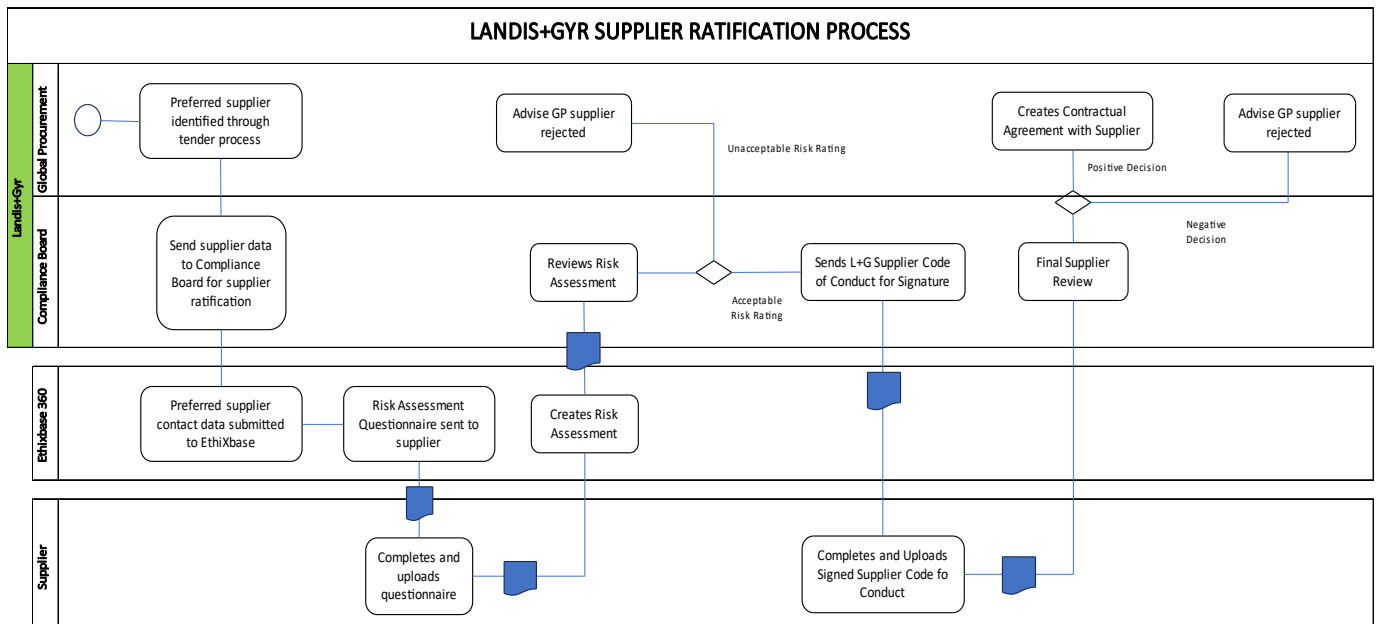 LANDIS+GYR SUPPLIER RATIFICATION PROCESS
Landis+Gyr
Global Procurement
Preferred supplier
identified through
tender process
Advise GP supplier
rejected
Unacceptable Risk Rating
Creates Contractual
Agreement with Supplier
Positive Decision
Advise GP supplier
rejected
Compliance Board
Send supplier data
to Compliance
Board for supplier
ratification
Reviews Risk
Assessment
Acceptable
Risk Rating
Sends L+G Supplier Code
of Conduct for Signature
Final Supplier
Review
Negative
Decision
Ethixbase 360
Preferred supplier
contact data submitted
to EthiXbase
Risk Assessment
Questionnaire sent to
supplier
Creates Risk
Assessment
Supplier
Completes and
uploads
questionnaire
Completes and Uploads
Signed Supplier Code fo
Conduct